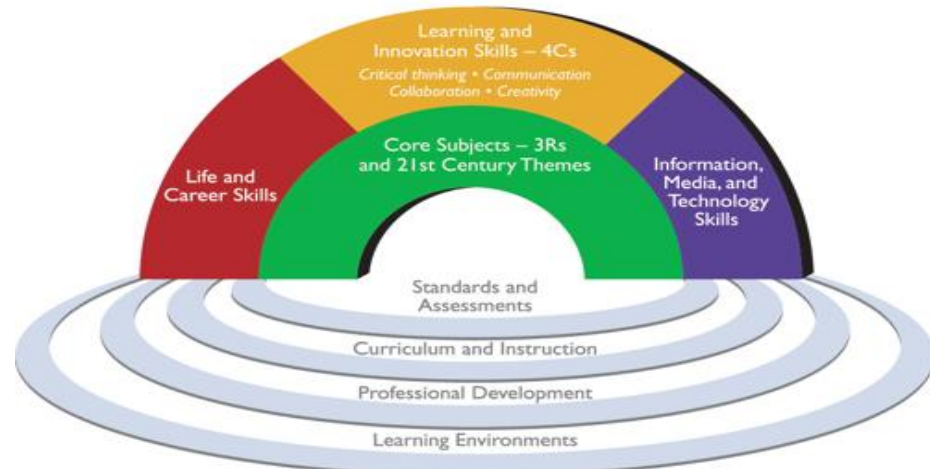 Learning and
Innovation Skills – 4Cs
Critical thinking • Communication
Collaboration • Creativity
Core Subjects – 3Rs
and 21st Century Themes
Life and
Career Skills
Information,
Media, and
Technology
Skills
Standards and
Assessments
Curriculum and Instruction
Professional Development
Learning Environments